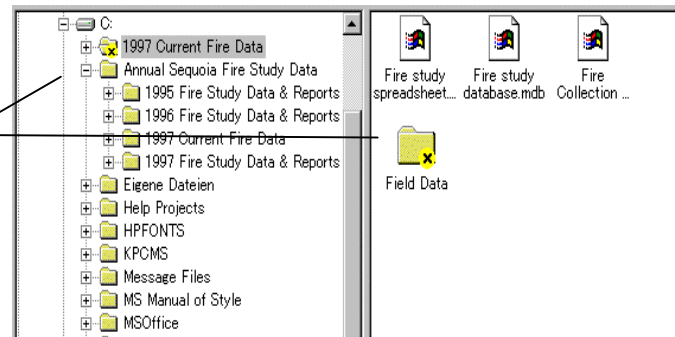 C:
1997 Current Fire Data
Annual Sequoia Fire Study Data
1995 Fire Study Data & Reports
1996 Fire Study Data & Reports
1997 Current Fire Data
1997 Fire Study Data & Reports
Eigene Dateien
Help Projects
HPFONTS
KPCMS
Message Files
MS Manual of Style
MSOffice
Fire study
spreadsheet...
Fire study
database.mdb
Fire
Collection ...
Field Data